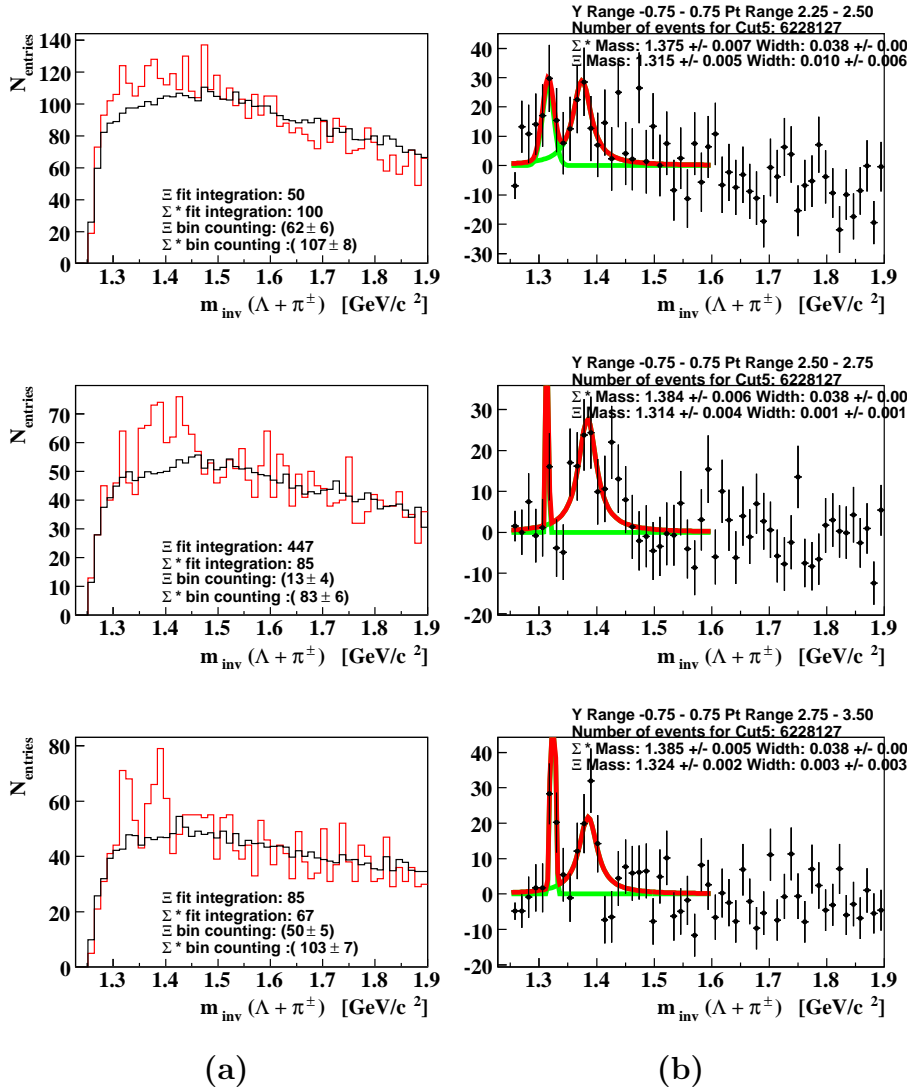 N entries
140
120
100
80
60
40
20
0
Ξ fit integration: 50
Σ * fit integration: 100
Ξ bin counting: (62 ± 6)
Σ * bin counting :( 107 ± 8)
1.3 1.4 1.5 1.6 1.7 1.8 1.9
m inv (Λ + π±) [GeV/c 2]
Y Range -0.75 - 0.75 Pt Range 2.25 - 2.50
Number of events for Cut5: 6228127
Σ * Mass: 1.375 +/- 0.007 Width: 0.038 +/- 0.00
Ξ Mass: 1.315 +/- 0.005 Width: 0.010 +/- 0.006
40
30
20
10
0
-10
-20
-30
1.3 1.4 1.5 1.6 1.7 1.8 1.9
m inv (Λ + π±) [GeV/c 2]
N entries
70
60
50
40
30
20
10
0
Ξ fit integration: 447
Σ * fit integration: 85
Ξ bin counting: (13 ± 4)
Σ * bin counting :( 83 ± 6)
1.3 1.4 1.5 1.6 1.7 1.8 1.9
m inv (Λ + π±) [GeV/c 2]
Y Range -0.75 - 0.75 Pt Range 2.50 - 2.75
Number of events for Cut5: 6228127
Σ * Mass: 1.384 +/- 0.006 Width: 0.038 +/- 0.00
Ξ Mass: 1.314 +/- 0.004 Width: 0.001 +/- 0.001
30
20
10
0
-10
-20
1.3 1.4 1.5 1.6 1.7 1.8 1.9
m inv (Λ + π±) [GeV/c 2]
N entries
80
60
40
20
0
Ξ fit integration: 85
Σ * fit integration: 67
Ξ bin counting: (50 ± 5)
Σ * bin counting :( 103 ± 7)
1.3 1.4 1.5 1.6 1.7 1.8 1.9
m inv (Λ + π±) [GeV/c 2]
Y Range -0.75 - 0.75 Pt Range 2.75 - 3.50
Number of events for Cut5: 6228127
Σ * Mass: 1.385 +/- 0.005 Width: 0.038 +/- 0.00
Ξ Mass: 1.324 +/- 0.002 Width: 0.003 +/- 0.003
40
30
20
10
0
-10
-20
1.3 1.4 1.5 1.6 1.7 1.8 1.9
m inv (Λ + π±) [GeV/c 2]
(a) (b)